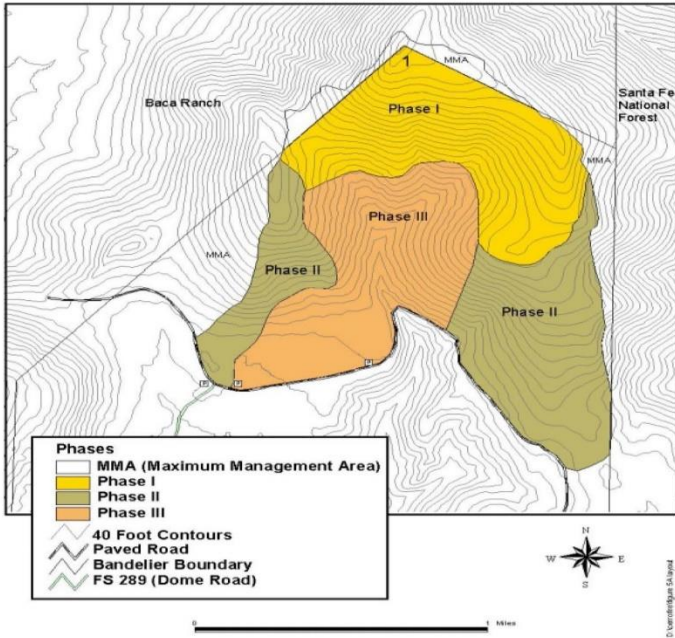 1
MMA
Baca Ranch
Phase I
Santa Fe
National
Forest
MMA
Phase III
MMA
Phase II
Phase II
P
P
P
Phases
MMA (Maximum Management Area)
Phase I
Phase II
Phase III
40 Foot Contours
Paved Road
Bandelier Boundary
FS 289 (Dome Road)
N
W E
S
0 1 Miles